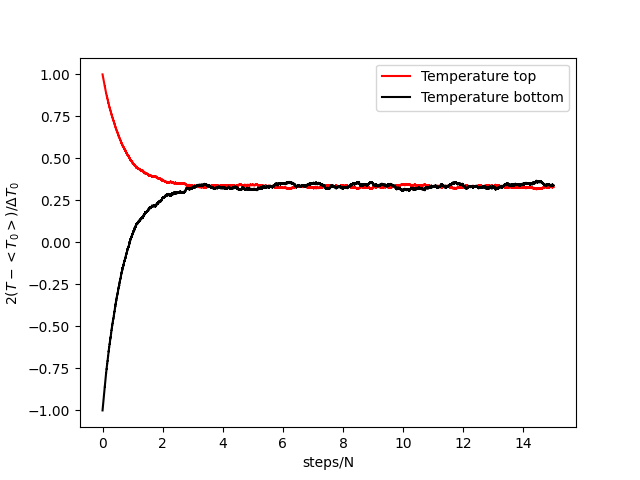 Temperature top
Temperature bottom
1.00
0.75
0.50
0.25
0.00
−0.25
−0.50
−0.75
−1.00
2(T − < T₀ >)/ΔT₀
0 2 4 6 8 10 12 14
steps/N